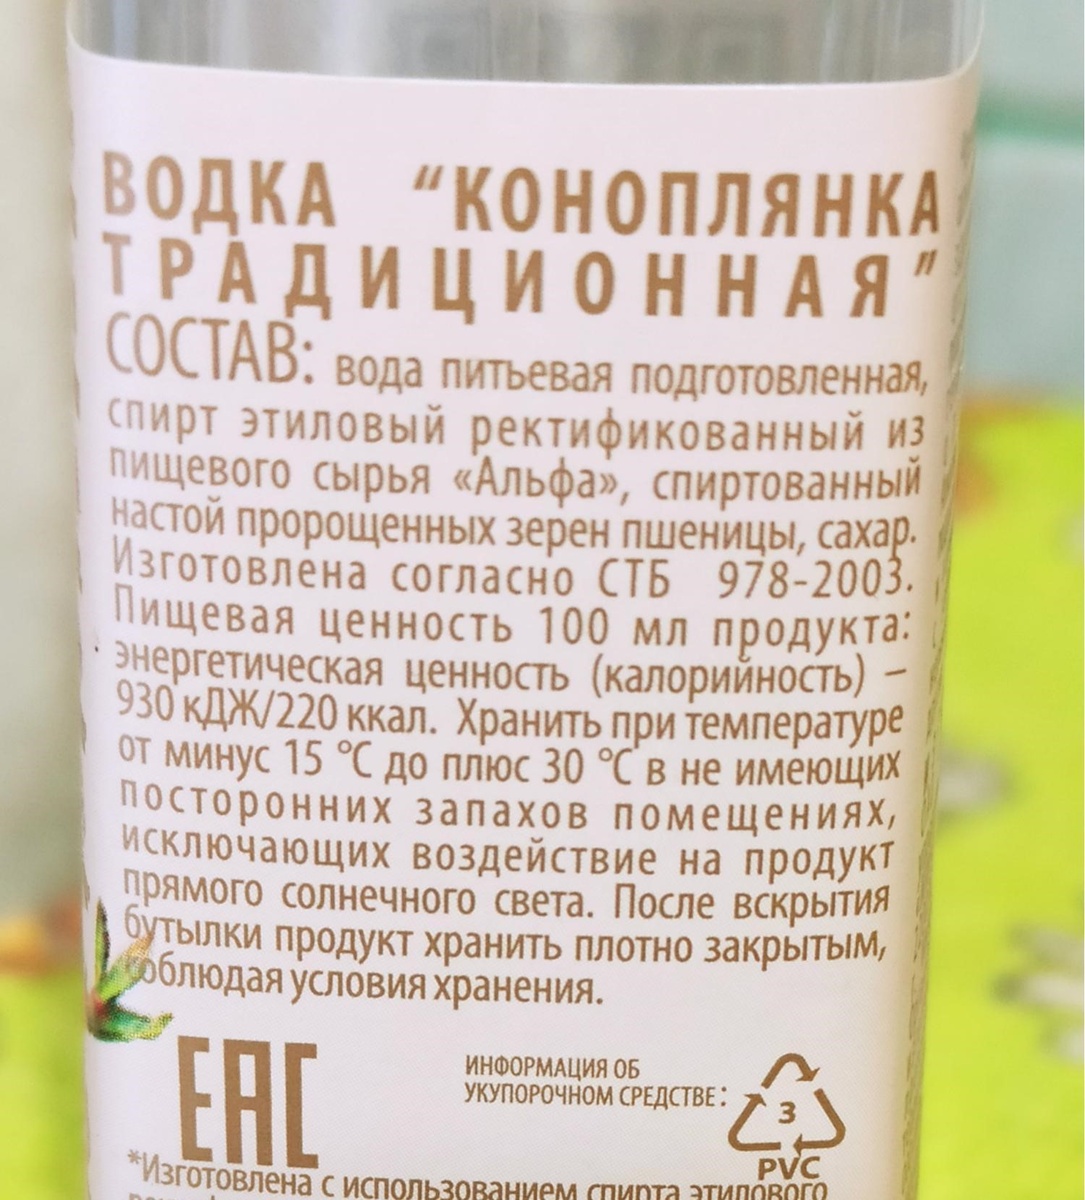 ВОДКА “КОНОПЛЯНКА
ТРАДИЦИОННАЯ”
СОСТАВ: вода питьевая подготовленная,
спирт этиловый ректификованный из
пищевого сырья «Альфа», спиртованный
настой пророщенных зерен пшеницы, сахар.
Изготовлена согласно СТБ 978-2003.
Пищевая ценность 100 мл продукта:
энергетическая ценность (калорийность) –
930 кДЖ/220 ккал. Хранить при температуре
от минус 15 °С до плюс 30 °С в не имеющих
посторонних запахов помещениях,
исключающих воздействие на продукт
прямого солнечного света. После вскрытия
бутылки продукт хранить плотно закрытым,
соблюдая условия хранения.
ЕАС
ИНФОРМАЦИЯ ОБ
УКУПОРОЧНОМ СРЕДСТВЕ:
3
PVC
*Изготовлена с использованием спирта этилового